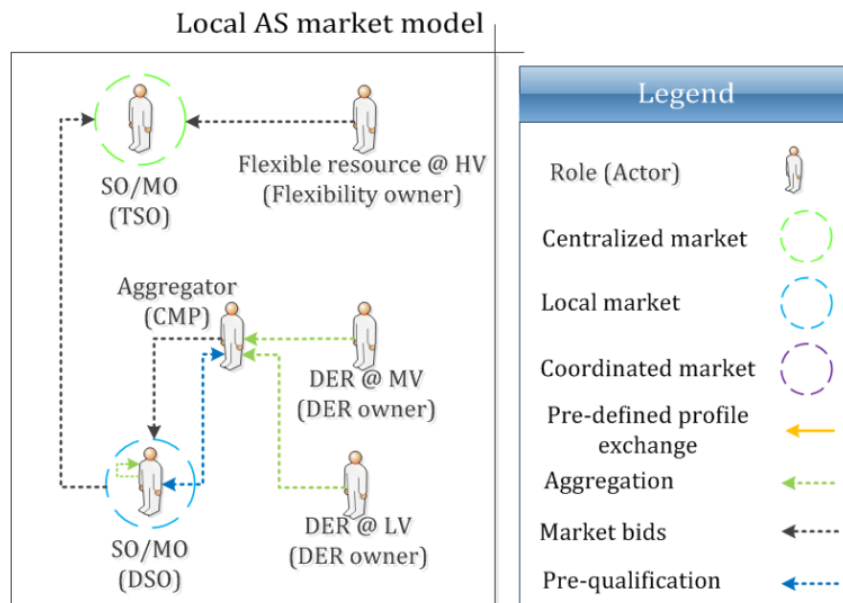 Local AS market model
SO/MO
(TSO)
Flexible resource @ HV
(Flexibility owner)
Aggregator
(CMP)
DER @ MV
(DER owner)
SO/MO
(DSO)
DER @ LV
(DER owner)
Legend
Role (Actor)
Centralized market
Local market
Coordinated market
Pre-defined profile
exchange
Aggregation
Market bids
Pre-qualification